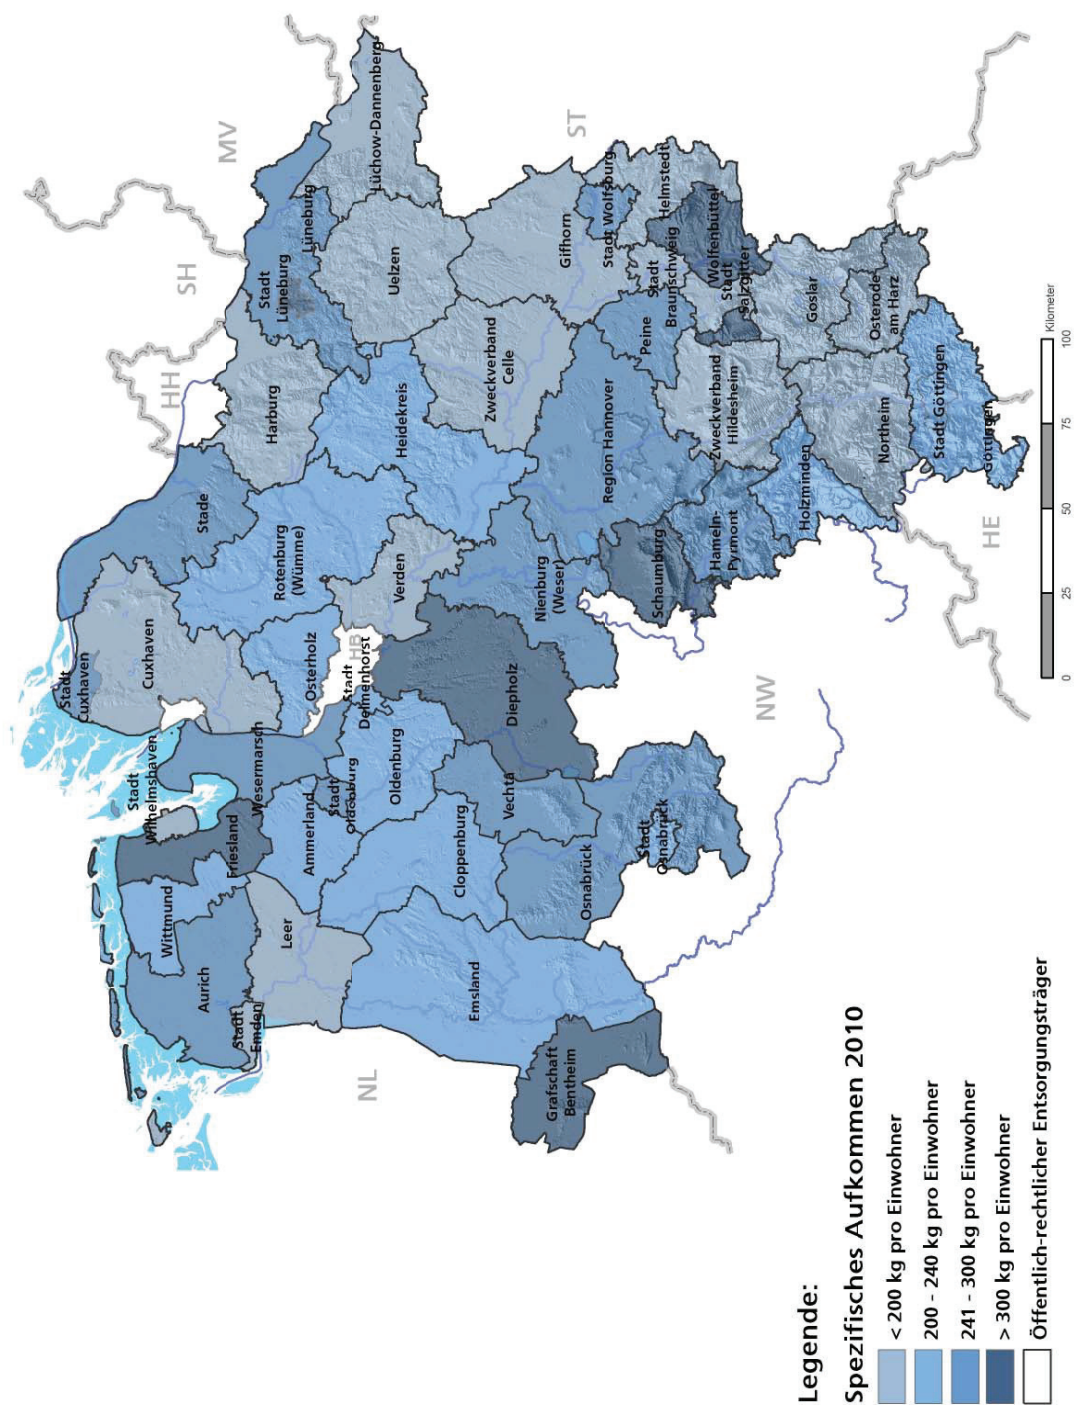 MV
SH
HH
ST
HE
NW
NL
HB
Lüchow-Dannenberg
Lüneburg
Stadt
Lüneburg
Uelzen
Harburg
Stade
Stadt
Cuxhaven
Cuxhaven
Rotenburg
(Wümme)
Heidekreis
Zweckverband
Celle
Gifhorn
Stadt Wolfsburg
Helmstedt
Stadt
Braunschweig
Wolfenbüttel
Stadt
Salzgitter
Peine
Region Hannover
Zweckverband
Hildesheim
Goslar
Osterode
am Harz
Northeim
Stadt Göttingen
Göttingen
Holzminden
Hameln-
Pyrmont
Schaumburg
Nienburg
(Weser)
Verden
Osterholz
Stadt
Delmenhorst
Diepholz
Wesermarsch
Stadt
Wilhelmshaven
Friesland
Wittmund
Aurich
Stadt
Emden
Leer
Ammerland
Stadt
Oldenburg
Oldenburg
Cloppenburg
Vechta
Osnabrück
Stadt
Osnabrück
Emsland
Grafschaft
Bentheim
0 25 50 75 100
Kilometer
Legende:
Spezifisches Aufkommen 2010
< 200 kg pro Einwohner
200 - 240 kg pro Einwohner
241 - 300 kg pro Einwohner
> 300 kg pro Einwohner
Öffentlich-rechtlicher Entsorgungsträger